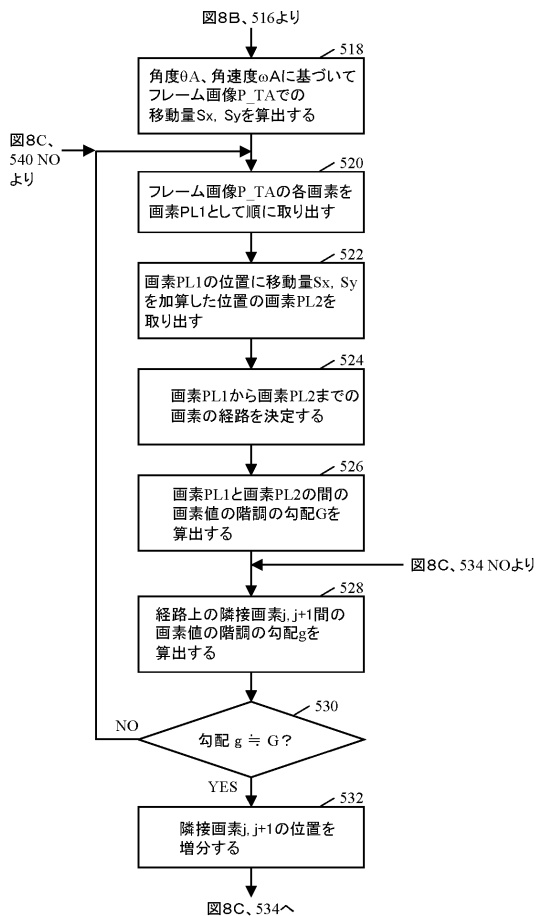 図8B、516より
518
角度θA、角速度ωAに基づいて
フレーム画像P_TAでの
移動量Sx, Syを算出する
図8C、
540 NO
より
520
フレーム画像P_TAの各画素を
画素PL1として順に取り出す
522
画素PL1の位置に移動量Sx, Sy
を加算した位置の画素PL2を
取り出す
524
画素PL1から画素PL2までの
画素の経路を決定する
526
画素PL1と画素PL2の間の
画素値の階調の勾配Gを
算出する
図8C、534 NOより
528
経路上の隣接画素j, j+1間の
画素値の階調の勾配gを
算出する
530
NO
勾配 g ≒ G ?
YES
532
隣接画素j, j+1の位置を
増分する
図8C、534へ